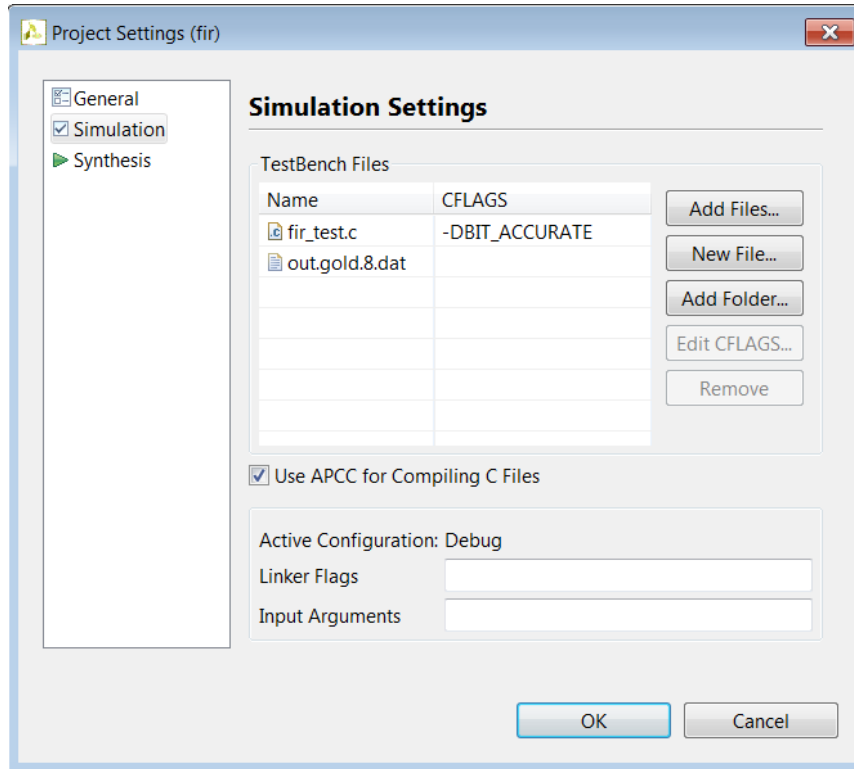 Project Settings (fir)
General
Simulation
Synthesis
Simulation Settings
TestBench Files
Name CFLAGS
fir_test.c -DBIT_ACCURATE
out.gold.8.dat
Add Files...
New File...
Add Folder...
Edit CFLAGS...
Remove
Use APCC for Compiling C Files
Active Configuration: Debug
Linker Flags
Input Arguments
OK Cancel